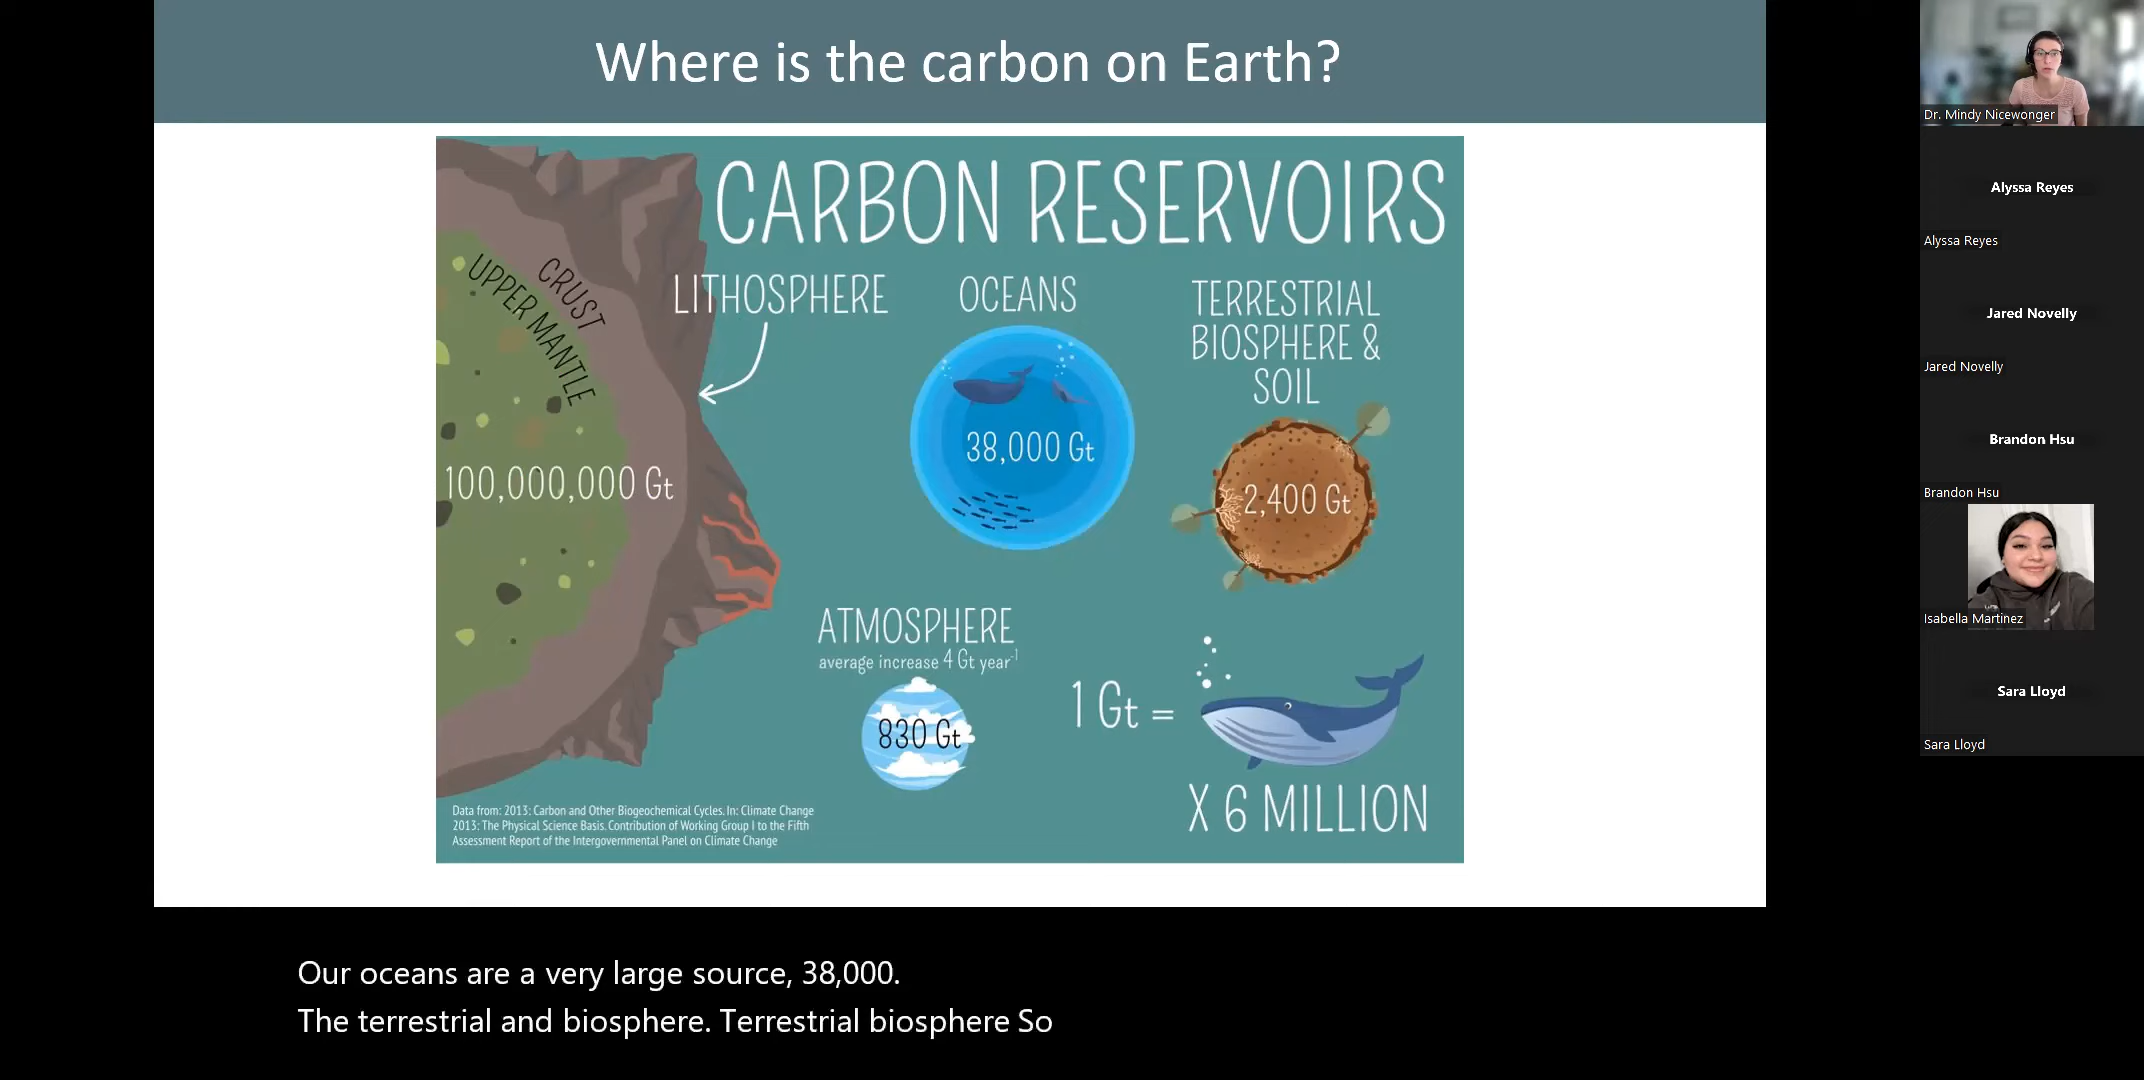 Where is the carbon on Earth?
CARBON RESERVOIRS
LITHOSPHERE
CRUST
UPPER MANTLE
100,000,000 Gt
OCEANS
38,000 Gt
TERRESTRIAL
BIOSPHERE &
SOIL
2,400 Gt
ATMOSPHERE
average increase 4 Gt year⁻¹
830 Gt
1 Gt =
X 6 MILLION
Data from: 2013: Carbon and Other Biogeochemical Cycles. In: Climate Change
2013: The Physical Science Basis. Contribution of Working Group I to the Fifth
Assessment Report of the Intergovernmental Panel on Climate Change
Our oceans are a very large source, 38,000.
The terrestrial and biosphere. Terrestrial biosphere So
Dr. Mindy Nicewonger
Alyssa Reyes
Alyssa Reyes
Jared Novelly
Jared Novelly
Brandon Hsu
Brandon Hsu
Isabella Martinez
Sara Lloyd
Sara Lloyd